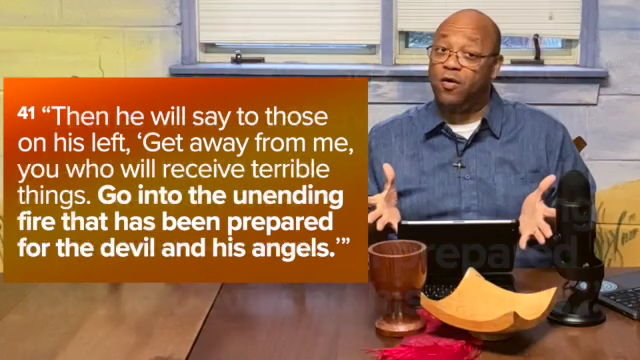 41 “Then he will say to those
on his left, ‘Get away from me,
you who will receive terrible
things. Go into the unending
fire that has been prepared
for the devil and his angels.’”
prepared